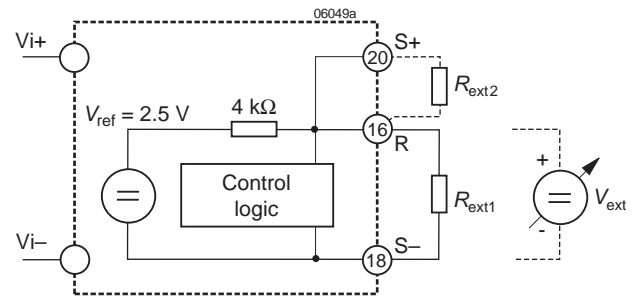 06049a
Vi+
20
S+
Rext2
Vref = 2.5 V
4 kΩ
16
R
Control
logic
Rext1
+
Vext
-
Vi–
S–
18